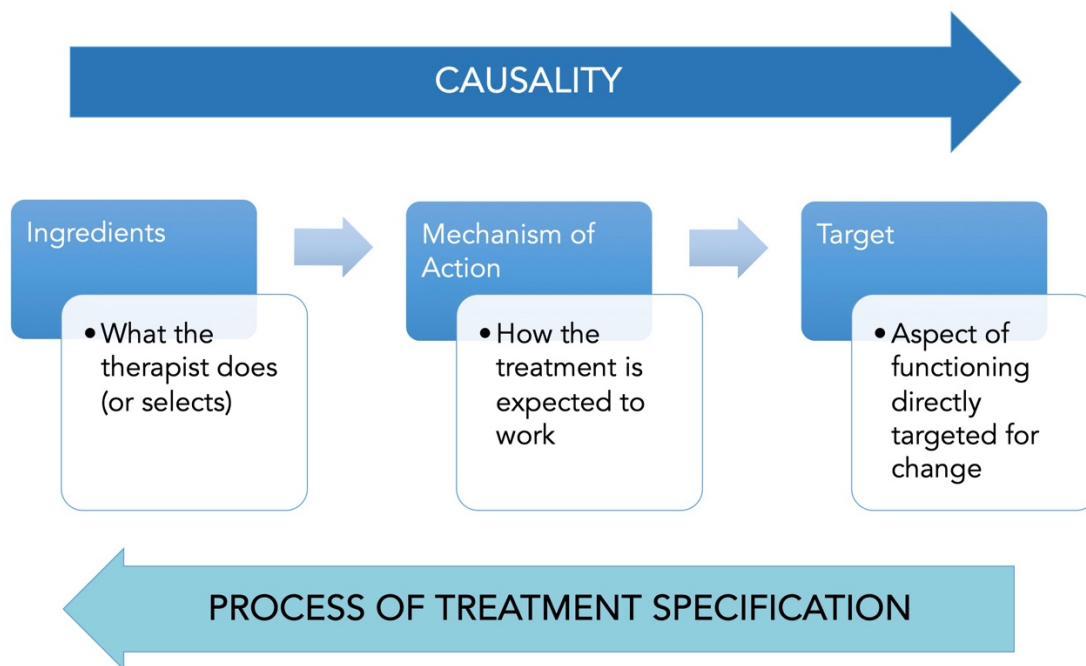 CAUSALITY
Ingredients
• What the
therapist does
(or selects)
Mechanism of
Action
• How the
treatment is
expected to
work
Target
• Aspect of
functioning
directly
targeted for
change
PROCESS OF TREATMENT SPECIFICATION